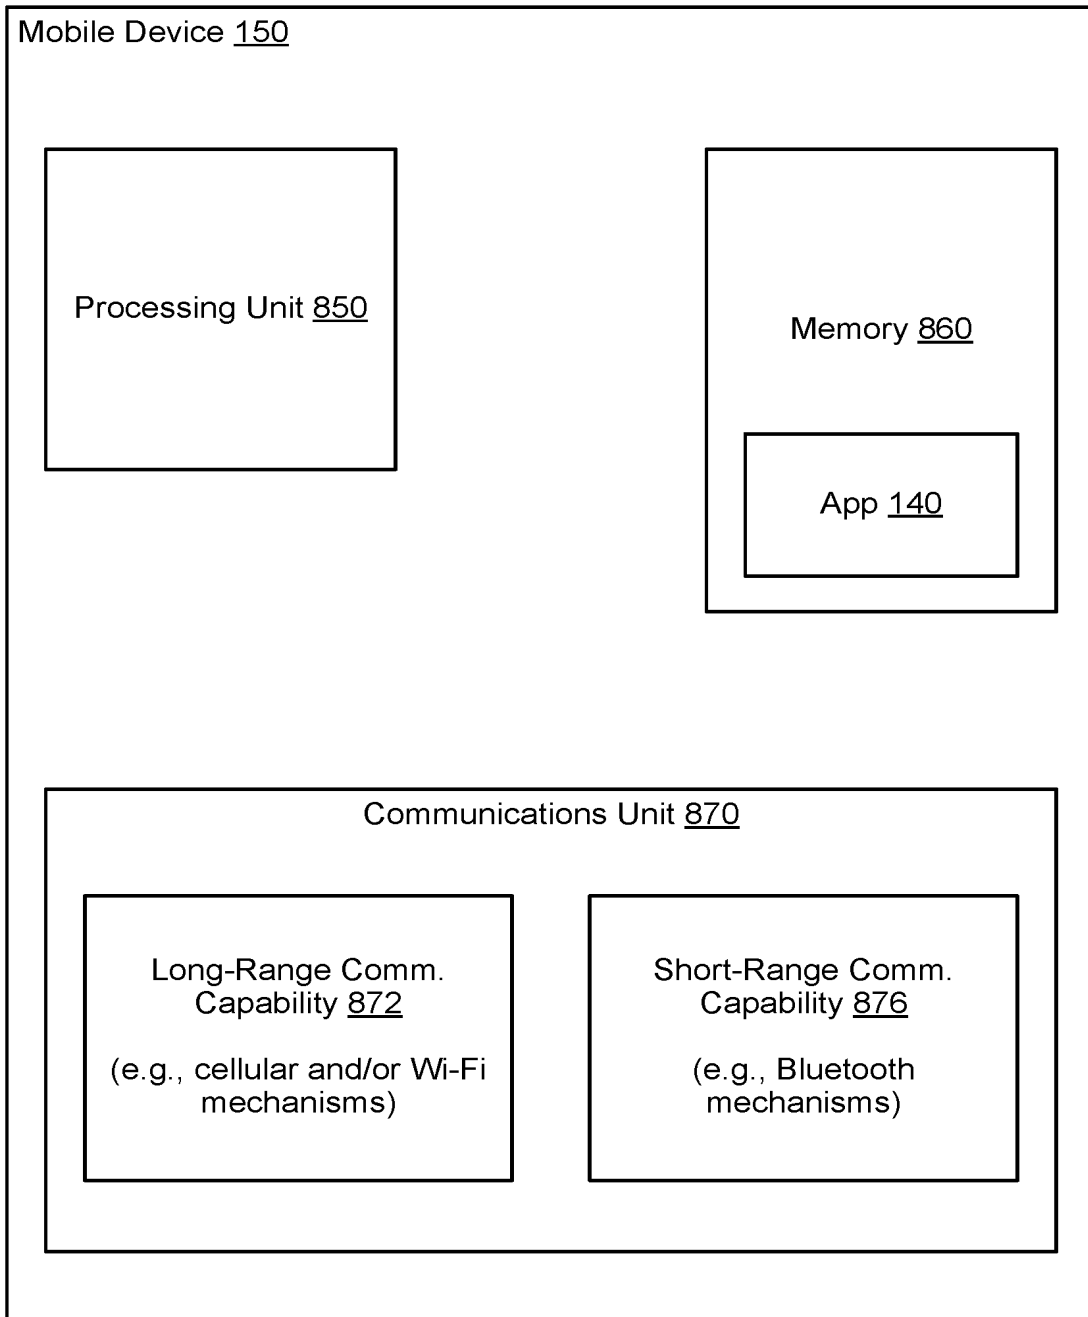 Mobile Device 150
Processing Unit 850
Memory 860
App 140
Communications Unit 870
Long-Range Comm.
Capability 872
(e.g., cellular and/or Wi-Fi
mechanisms)
Short-Range Comm.
Capability 876
(e.g., Bluetooth
mechanisms)